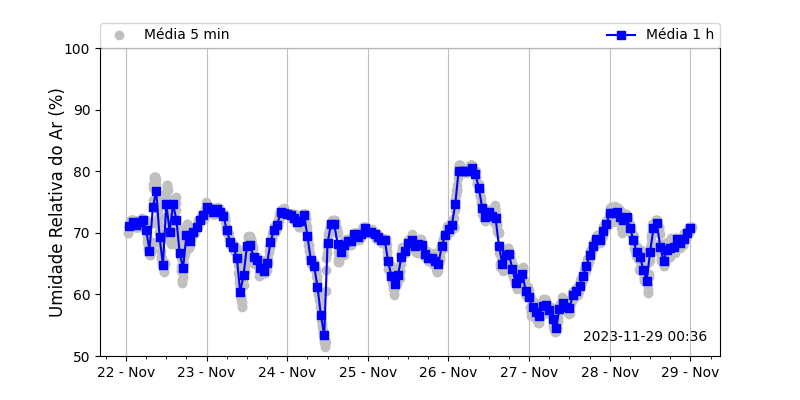 Média 5 min Média 1 h
Umidade Relativa do Ar (%)
100
90
80
70
60
50
2023-11-29 00:36
22 - Nov 23 - Nov 24 - Nov 25 - Nov 26 - Nov 27 - Nov 28 - Nov 29 - Nov